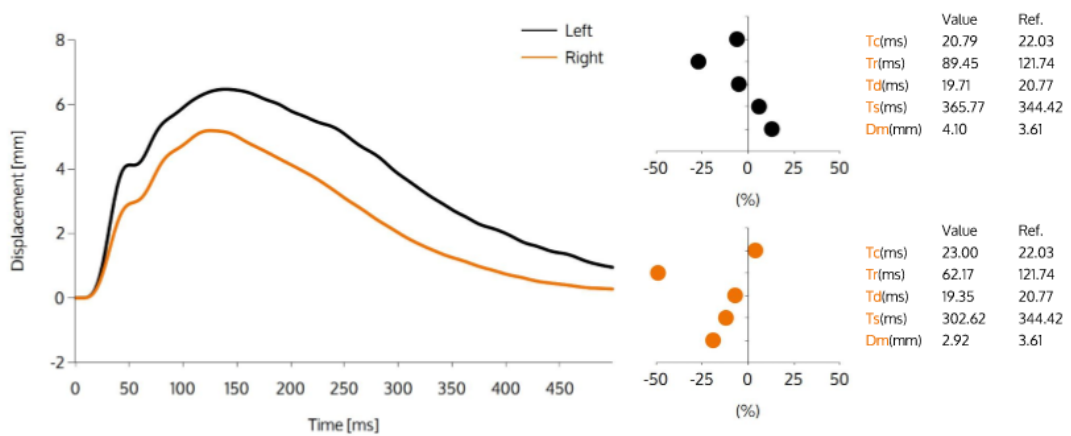 Left
Right
Displacement [mm]
8
6
4
2
0
-2
0 50 100 150 200 250 300 350 400 450
Time [ms]
-50 -25 0 25 50
(%)
Value Ref.
Tc(ms) 20.79 22.03
Tr(ms) 89.45 121.74
Td(ms) 19.71 20.77
Ts(ms) 365.77 344.42
Dm(mm) 4.10 3.61
-50 -25 0 25 50
(%)
Value Ref.
Tc(ms) 23.00 22.03
Tr(ms) 62.17 121.74
Td(ms) 19.35 20.77
Ts(ms) 302.62 344.42
Dm(mm) 2.92 3.61